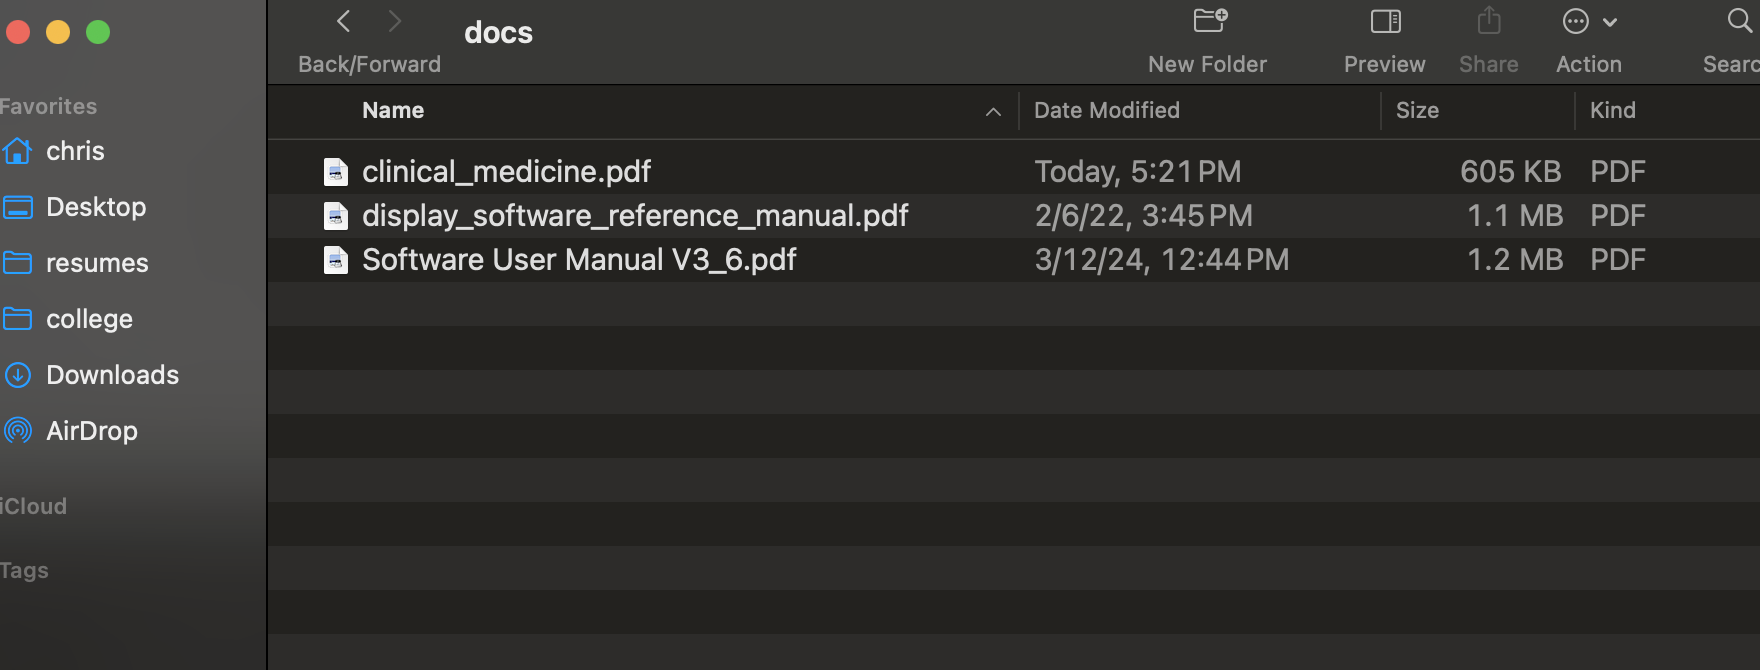 docs
Back/Forward
New Folder
Preview
Share
Action
Searc
Favorites
chris
Desktop
resumes
college
Downloads
AirDrop
iCloud
Tags
Name Date Modified Size Kind
clinical_medicine.pdf Today, 5:21 PM 605 KB PDF
display_software_reference_manual.pdf 2/6/22, 3:45 PM 1.1 MB PDF
Software User Manual V3_6.pdf 3/12/24, 12:44 PM 1.2 MB PDF